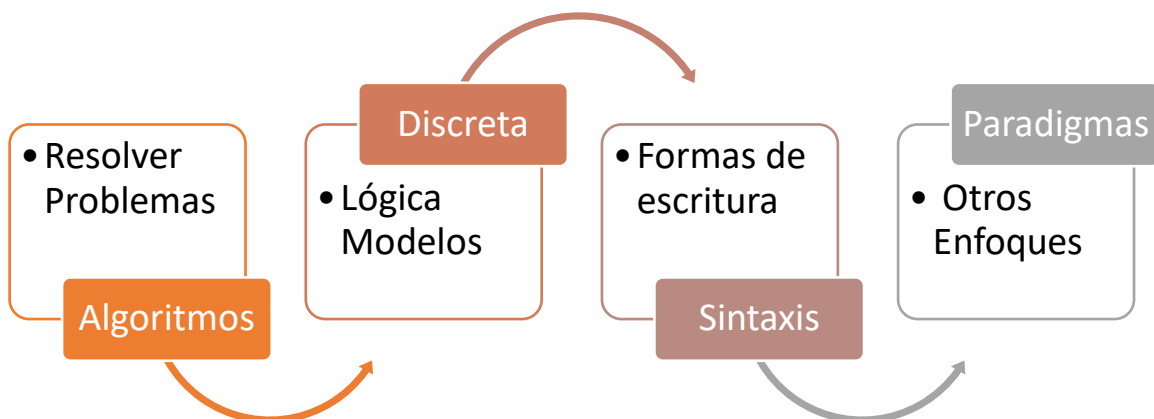 • Resolver
Problemas
Algoritmos
Discreta
• Lógica
Modelos
• Formas de
escritura
Sintaxis
Paradigmas
• Otros
Enfoques